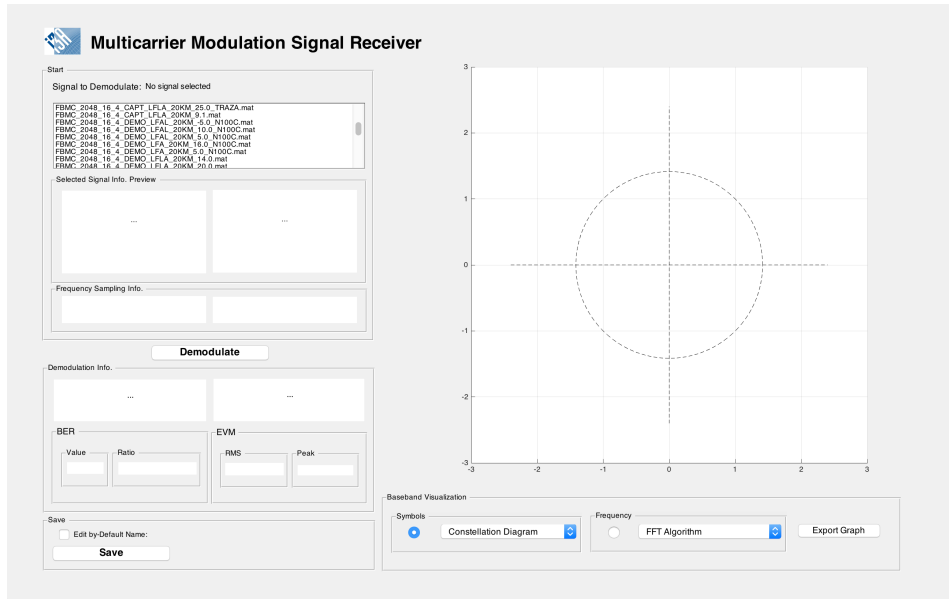 iTEAM
Multicarrier Modulation Signal Receiver
Start
Signal to Demodulate: No signal selected
FBMC_2048_16_4_CAPT_LFLA_20KM_25.0_TRAZA.mat
FBMC_2048_16_4_CAPT_LFLA_20KM_9.1.mat
FBMC_2048_16_4_DEMO_LFAL_20KM_-5.0_N100C.mat
FBMC_2048_16_4_DEMO_LFAL_20KM_10.0_N100C.mat
FBMC_2048_16_4_DEMO_LFAL_20KM_5.0_N100C.mat
FBMC_2048_16_4_DEMO_LFA_20KM_16.0_N100C.mat
FBMC_2048_16_4_DEMO_LFA_20KM_5.0_N100C.mat
FBMC_2048_16_4_DEMO_LFLA_20KM_14.0.mat
FBMC_2048_16_4_DEMO_LFLA_20KM_20.0.mat
Selected Signal Info. Preview
...
...
Frequency Sampling Info.
Demodulate
Demodulation Info.
...
...
BER
Value
Ratio
EVM
RMS
Peak
Save
Edit by-Default Name:
Save
3
2
1
0
-1
-2
-3
-3
-2
-1
0
1
2
3
Baseband Visualization
Symbols
Constellation Diagram
Frequency
FFT Algorithm
Export Graph